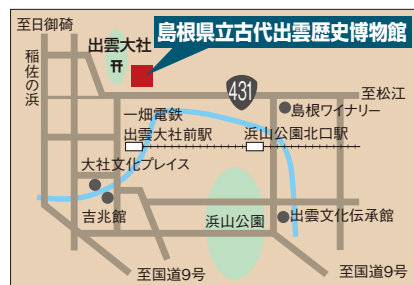 至日御碕
島根県立古代出雲歴史博物館
出雲大社
稲佐の浜
431
至松江
島根ワイナリー
一畑電鉄
出雲大社前駅
浜山公園北口駅
大社文化プレイス
吉兆館
浜山公園
出雲文化伝承館
至国道9号
至国道9号